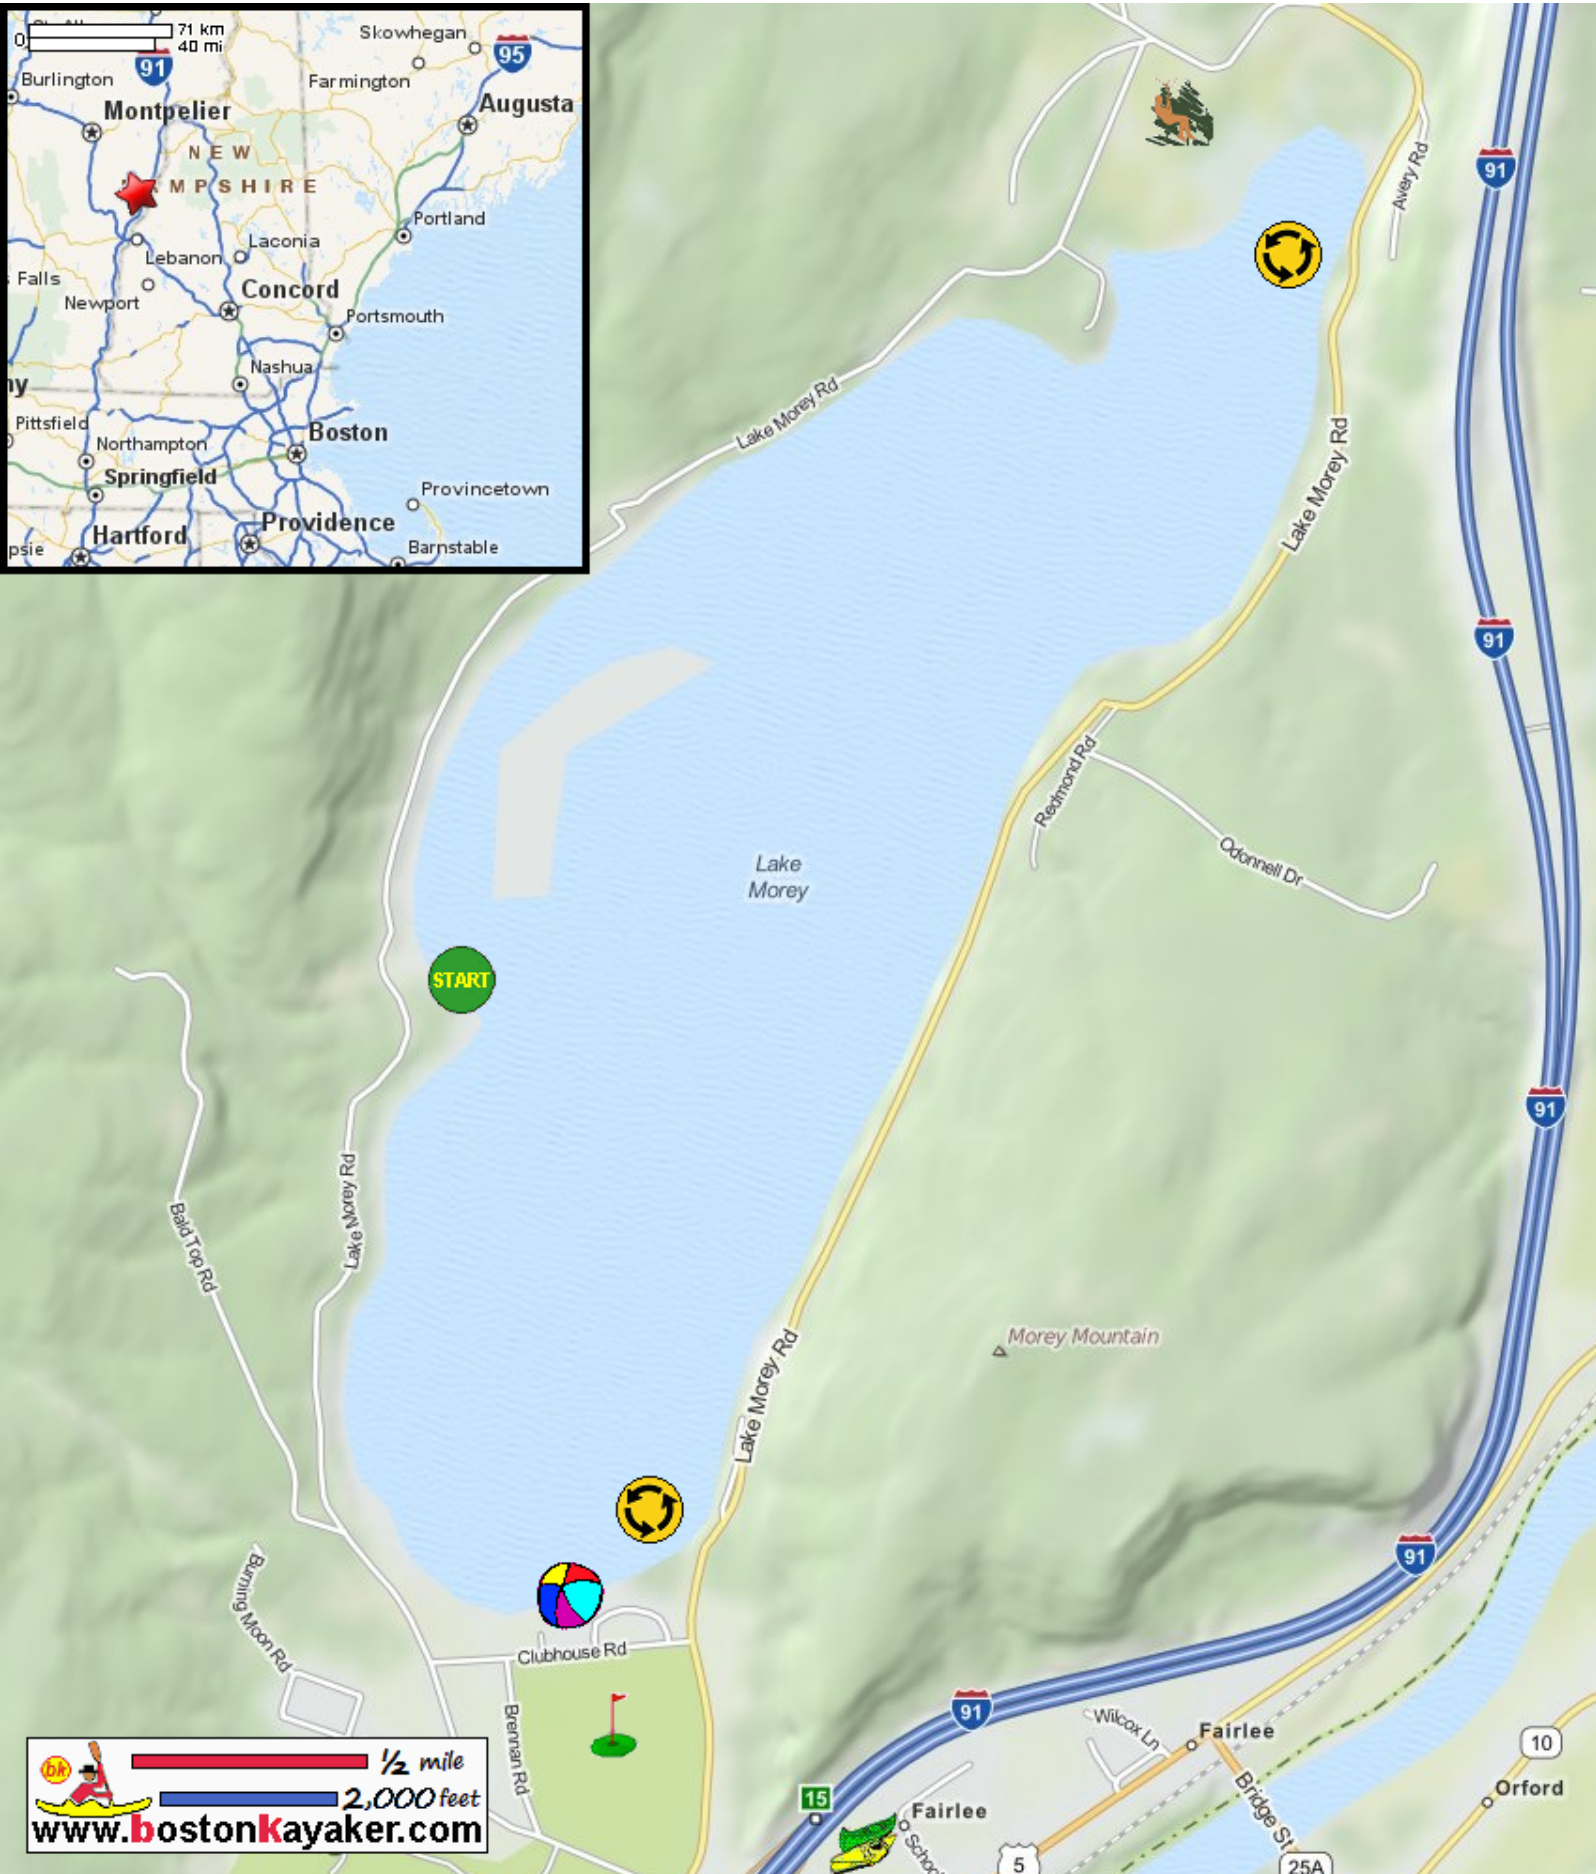 0
71 km
40 mi
91
95
Skowhegan
Burlington
Farmington
Montpelier
Augusta
NEW
AMPSHIRE
Portland
Laconia
Lebanon
Falls
Newport
Concord
Portsmouth
Nashua
ny
Pittsfield
Boston
Northampton
Springfield
Provincetown
Providence
Hartford
psie
Barnstable
91
Avery Rd
Lake Morey Rd
Lake Morey Rd
91
Redmond Rd
Odonnell Dr
Lake
Morey
START
91
Lake Morey Rd
Bald Top Rd
Morey Mountain
Lake Morey Rd
91
Burning Moon Rd
Clubhouse Rd
Brennan Rd
91
Wilcox Ln
Fairlee
10
Bridge St
Orford
15
Fairlee
School
5
25A
bk
1/2 mile
2,000 feet
www.bostonkayaker.com